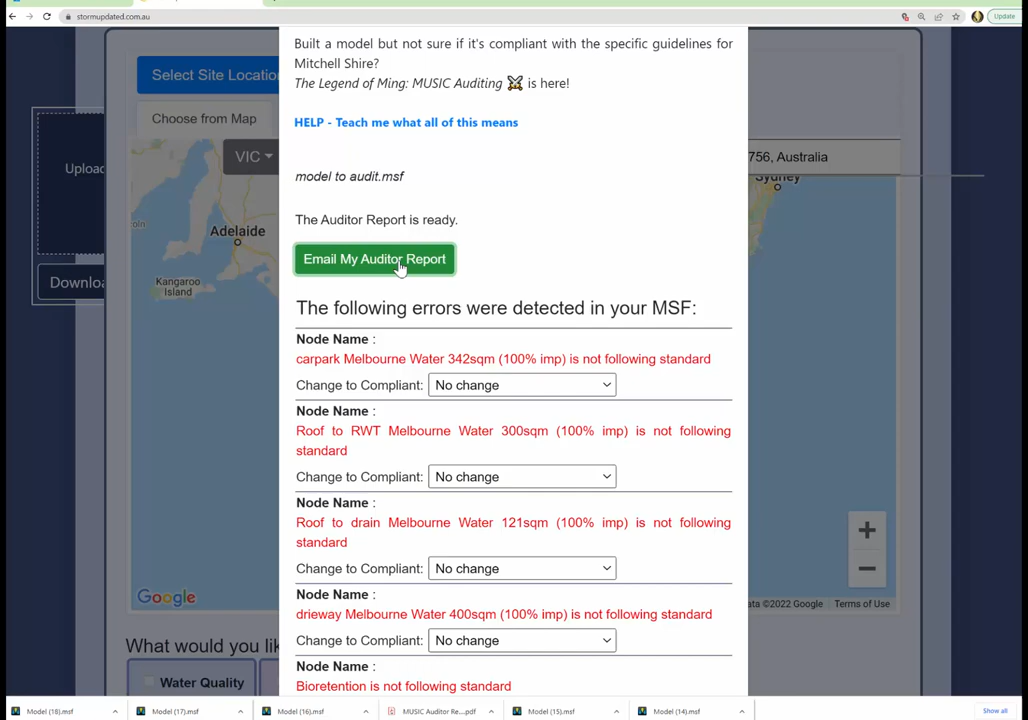 stormupdated.com.au
Update
Built a model but not sure if it's compliant with the specific guidelines for
Mitchell Shire?
The Legend of Ming: MUSIC Auditing ⚔ is here!
Select Site Locatio
Choose from Map
HELP - Teach me what all of this means
VIC
756, Australia
Uploa
model to audit.msf
Sydney
The Auditor Report is ready.
Adelaide
Email My Auditor Report
Kangaroo
Island
Downloa
The following errors were detected in your MSF:
Node Name :
carpark Melbourne Water 342sqm (100% imp) is not following standard
Change to Compliant: No change
Node Name :
Roof to RWT Melbourne Water 300sqm (100% imp) is not following
standard
Change to Compliant: No change
Node Name :
Roof to drain Melbourne Water 121sqm (100% imp) is not following
standard
Change to Compliant: No change
+
−
Node Name :
Google
ata ©2022 Google
Terms of Use
drieway Melbourne Water 400sqm (100% imp) is not following standard
Change to Compliant: No change
What would you lik
Node Name :
Water Quality
Bioretention is not following standard
Model (18).msf
Model (17).msf
Model (16).msf
MUSIC Auditor Re....pdf
Model (15).msf
Model (14).msf
Show all